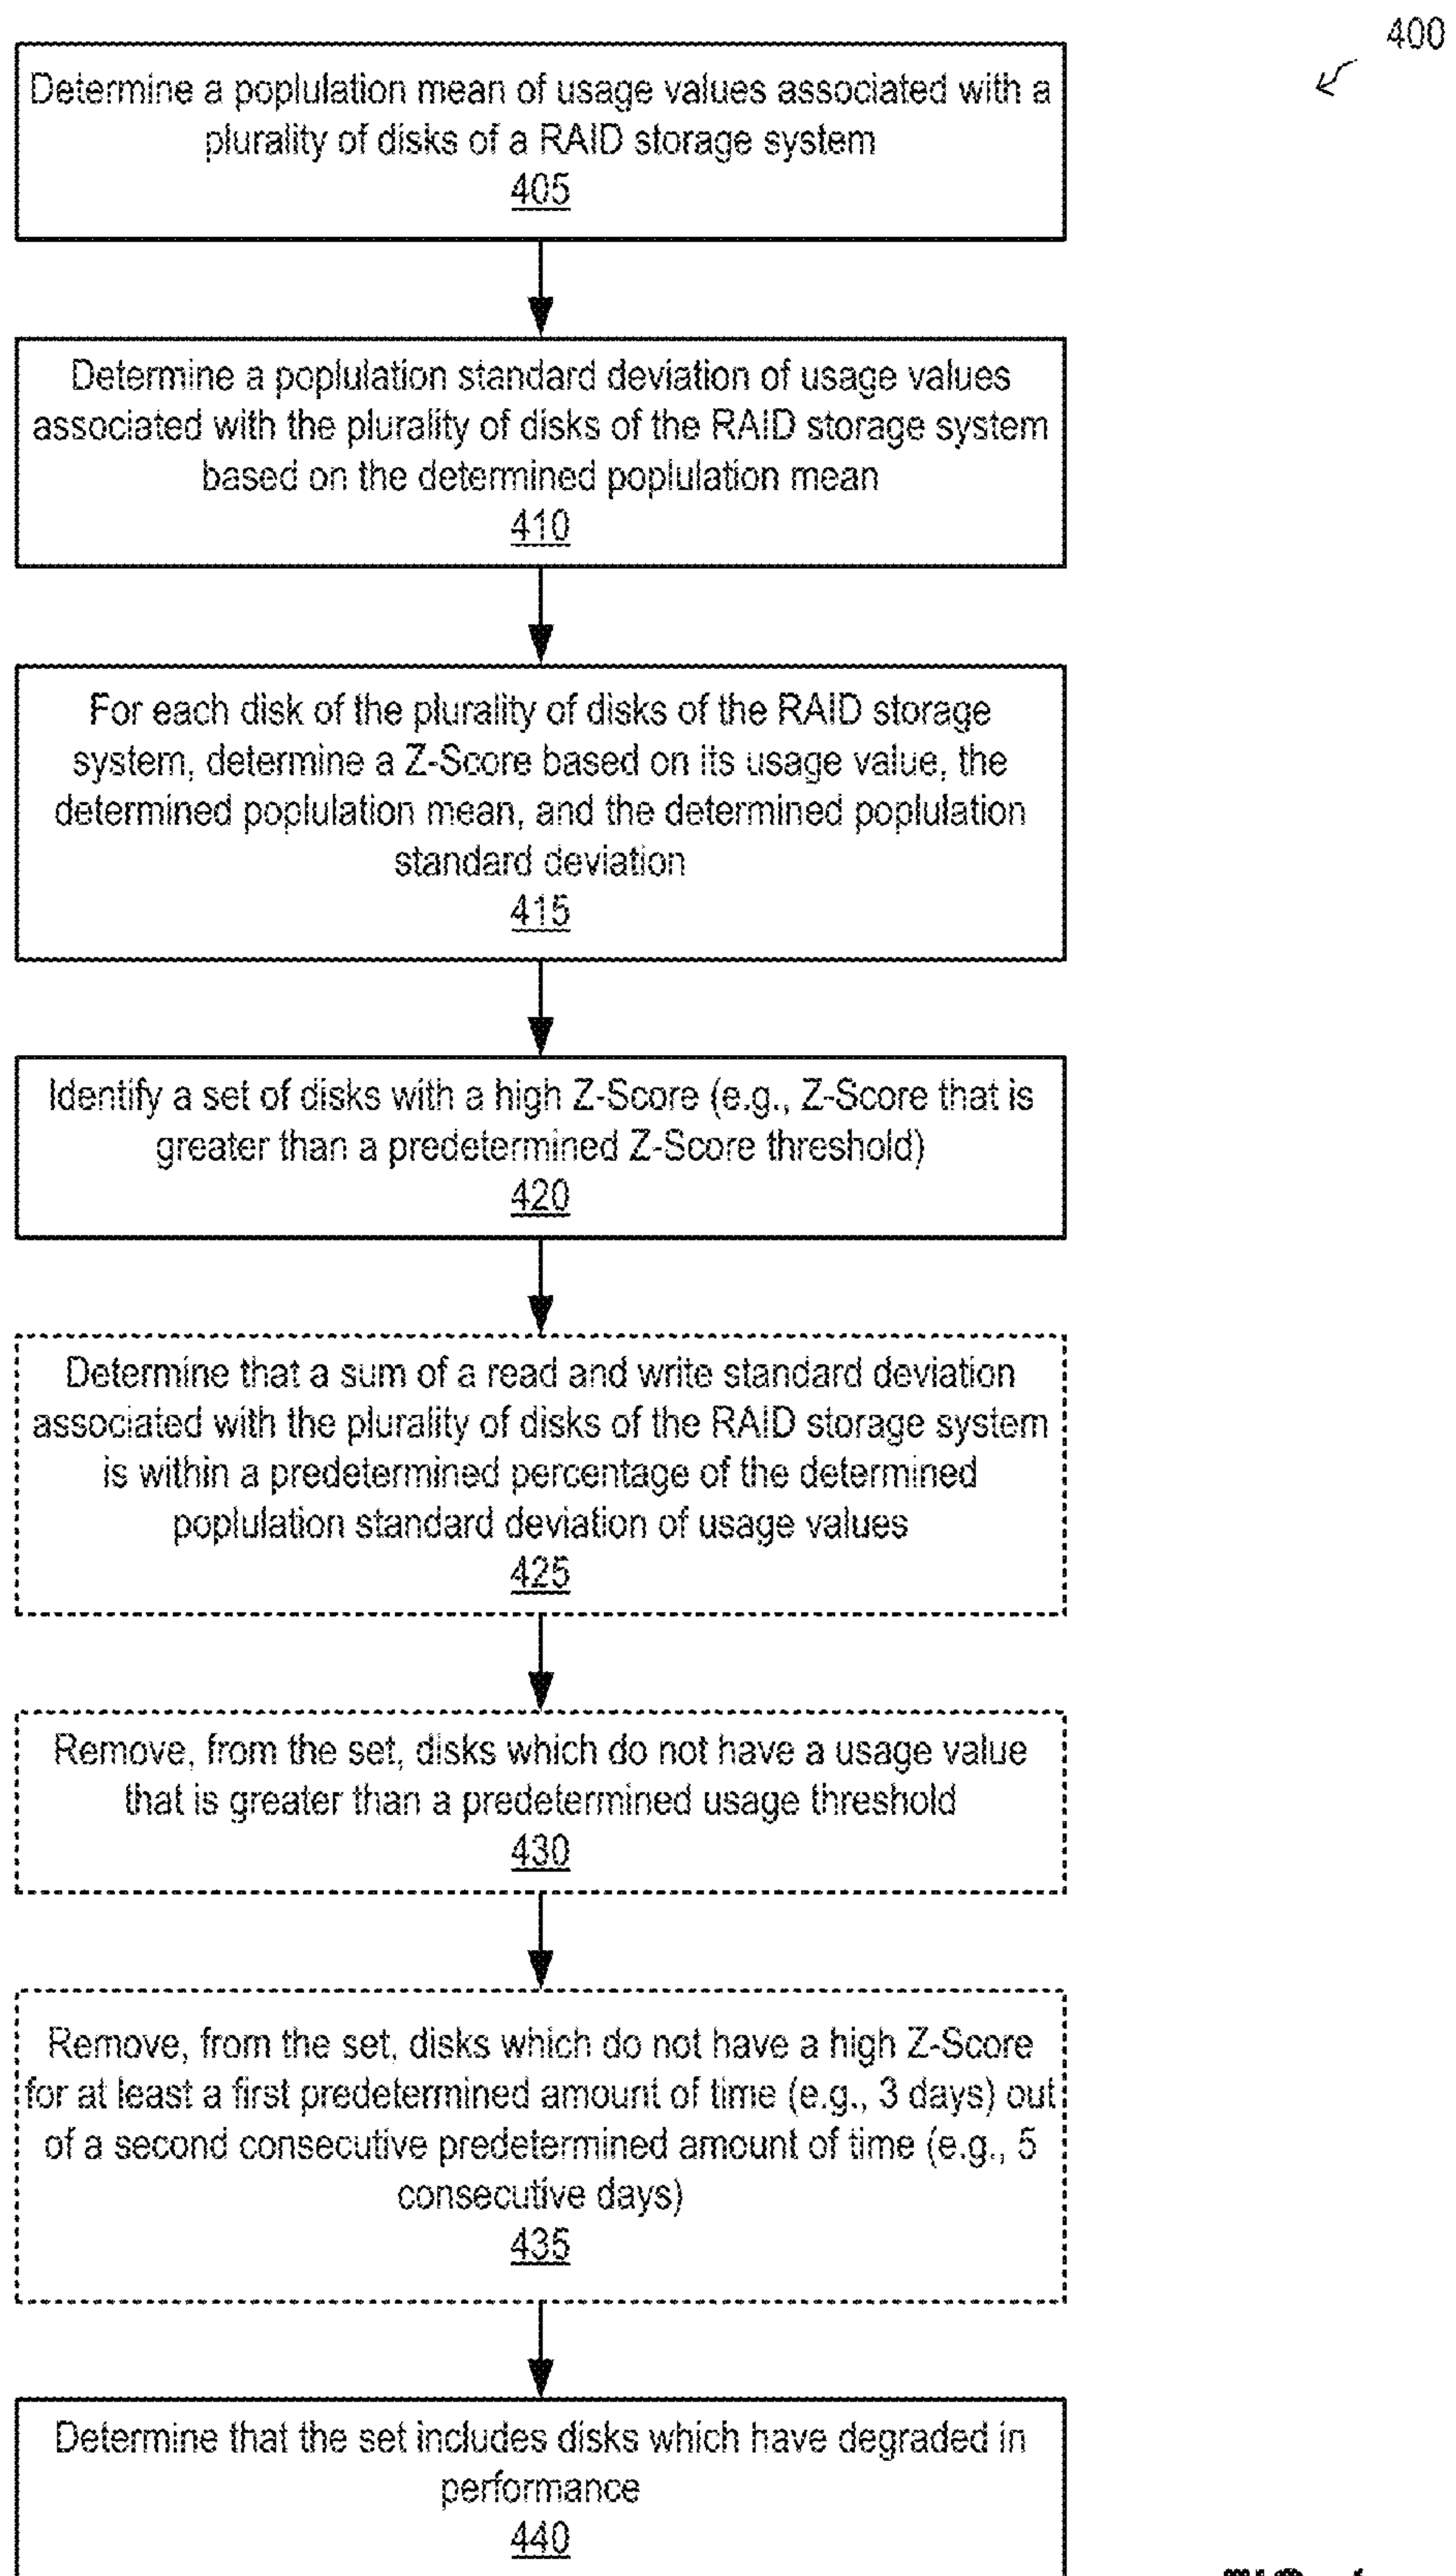 400
Determine a poplulation mean of usage values associated with a
plurality of disks of a RAID storage system
405
Determine a poplulation standard deviation of usage values
associated with the plurality of disks of the RAID storage system
based on the determined poplulation mean
410
For each disk of the plurality of disks of the RAID storage
system, determine a Z-Score based on its usage value, the
determined poplulation mean, and the determined poplulation
standard deviation
415
Identify a set of disks with a high Z-Score (e.g., Z-Score that is
greater than a predetermined Z-Score threshold)
420
Determine that a sum of a read and write standard deviation
associated with the plurality of disks of the RAID storage system
is within a predetermined percentage of the determined
poplulation standard deviation of usage values
425
Remove, from the set, disks which do not have a usage value
that is greater than a predetermined usage threshold
430
Remove, from the set, disks which do not have a high Z-Score
for at least a first predetermined amount of time (e.g., 3 days) out
of a second consecutive predetermined amount of time (e.g., 5
consecutive days)
435
Determine that the set includes disks which have degraded in
performance
440